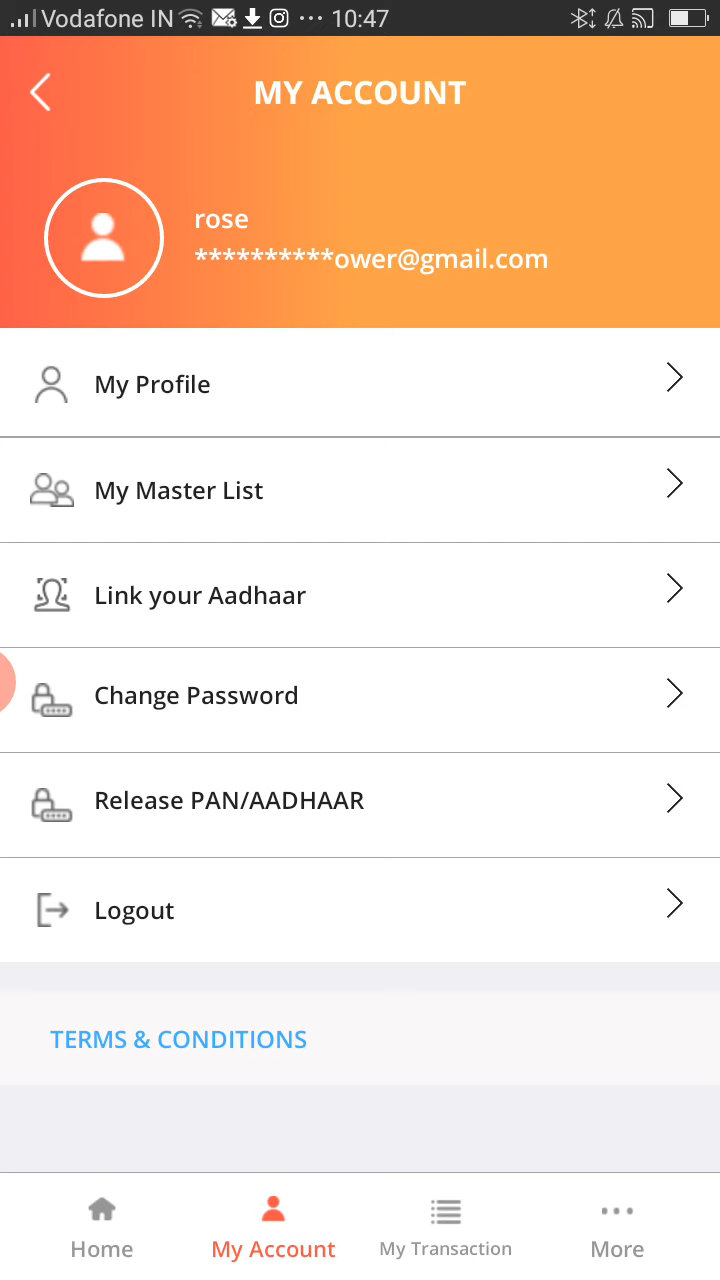 Vodafone IN 10:47
MY ACCOUNT
rose
**********ower@gmail.com
My Profile
My Master List
Link your Aadhaar
Change Password
Release PAN/AADHAAR
Logout
TERMS & CONDITIONS
Home My Account My Transaction More